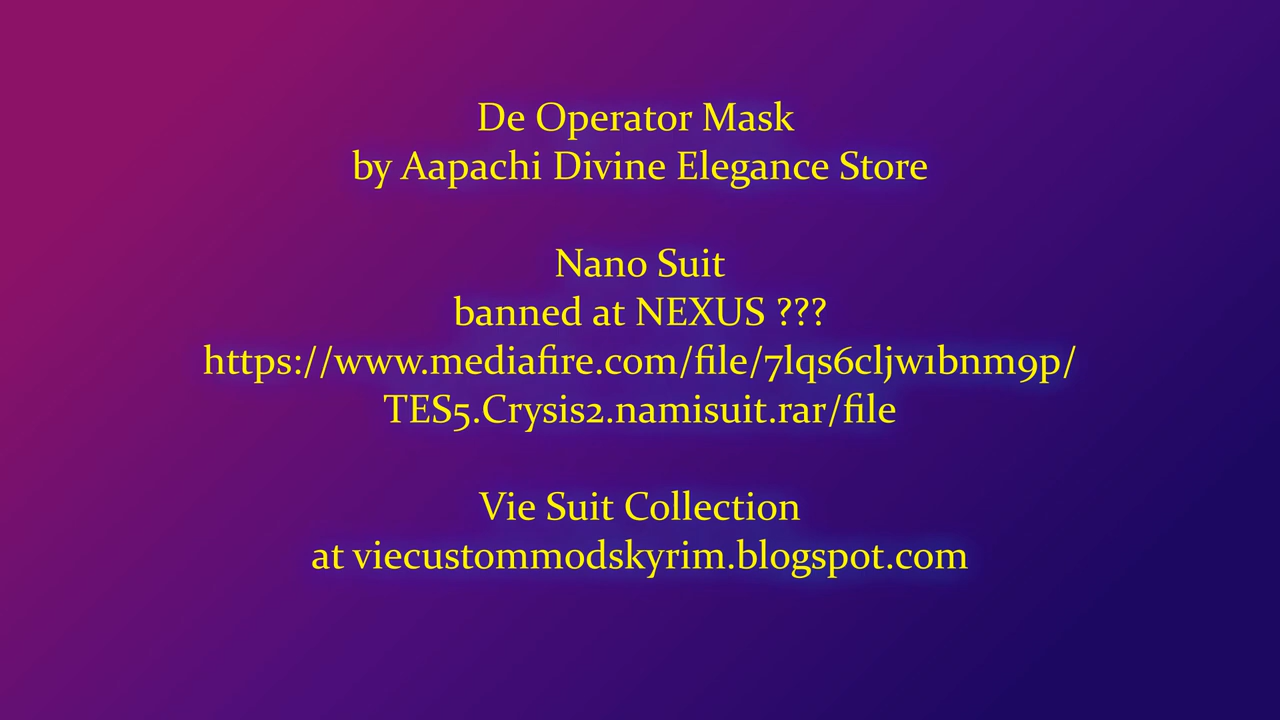 De Operator Mask
by Aapachi Divine Elegance Store
Nano Suit
banned at NEXUS ???
https://www.mediafire.com/file/7lqs6cljw1bnm9p/
TES5.Crysis2.namisuit.rar/file
Vie Suit Collection
at viecustommodskyrim.blogspot.com